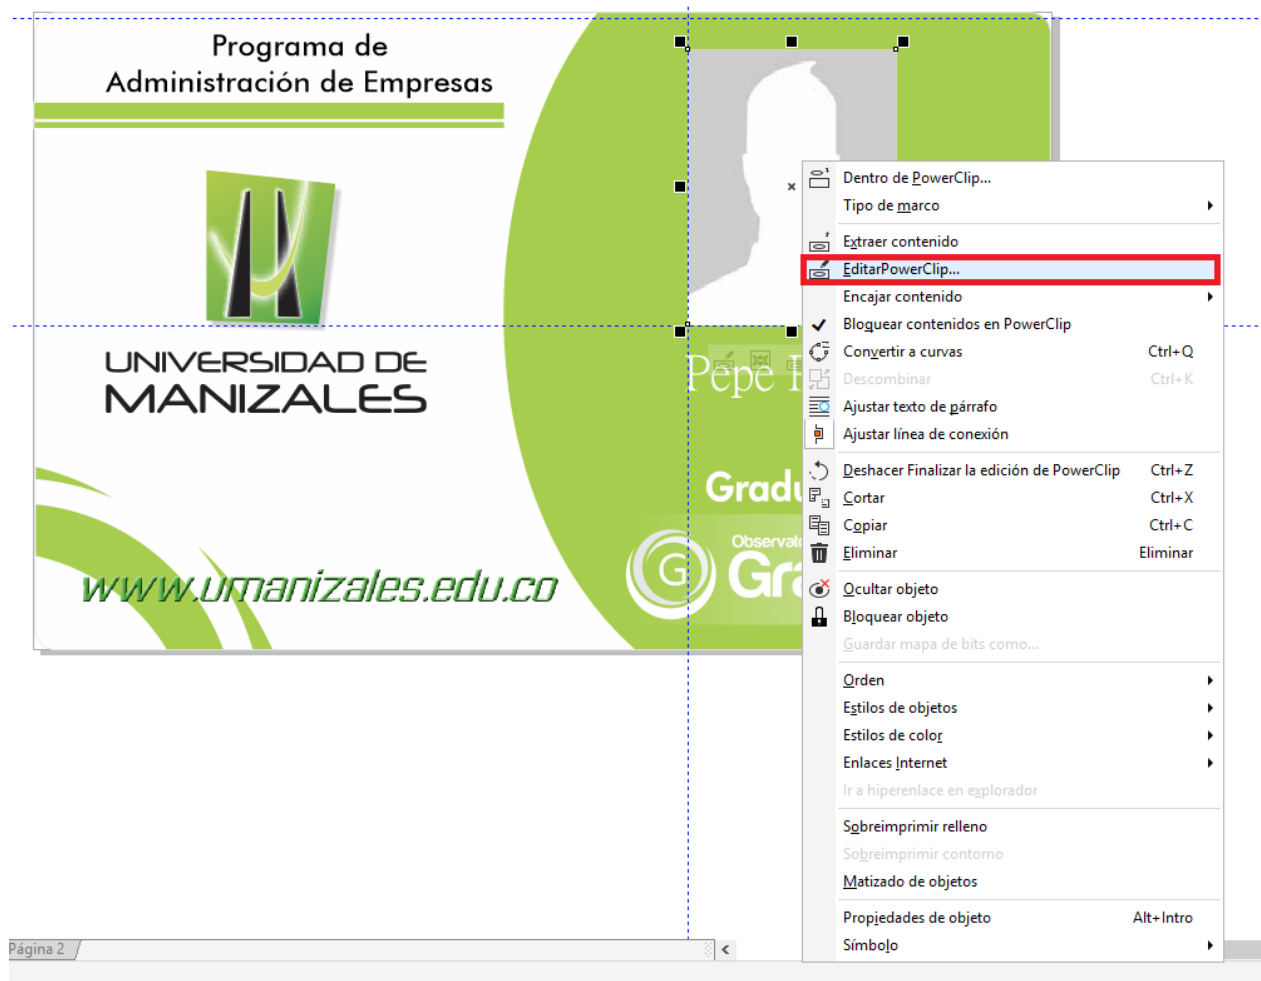 Programa de
Administración de Empresas
UNIVERSIDAD DE
MANIZALES
www.umanizales.edu.co
Pepe
G
Dentro de PowerClip...
Tipo de marco
Extraer contenido
EditarPowerClip...
Encajar contenido
Bloquear contenidos en PowerClip
Convertir a curvas Ctrl+Q
Descombinar Ctrl+K
Ajustar texto de párrafo
Ajustar línea de conexión
Deshacer Finalizar la edición de PowerClip Ctrl+Z
Cortar Ctrl+X
Copiar Ctrl+C
Eliminar Eliminar
Ocultar objeto
Bloquear objeto
Guardar mapa de bits como...
Orden
Estilos de objetos
Estilos de color
Enlaces Internet
Ir a hiperenlace en explorador
Sobreimprimir relleno
Sobreimprimir contorno
Matizado de objetos
Propiedades de objeto Alt+Intro
Símbolo
Página 2